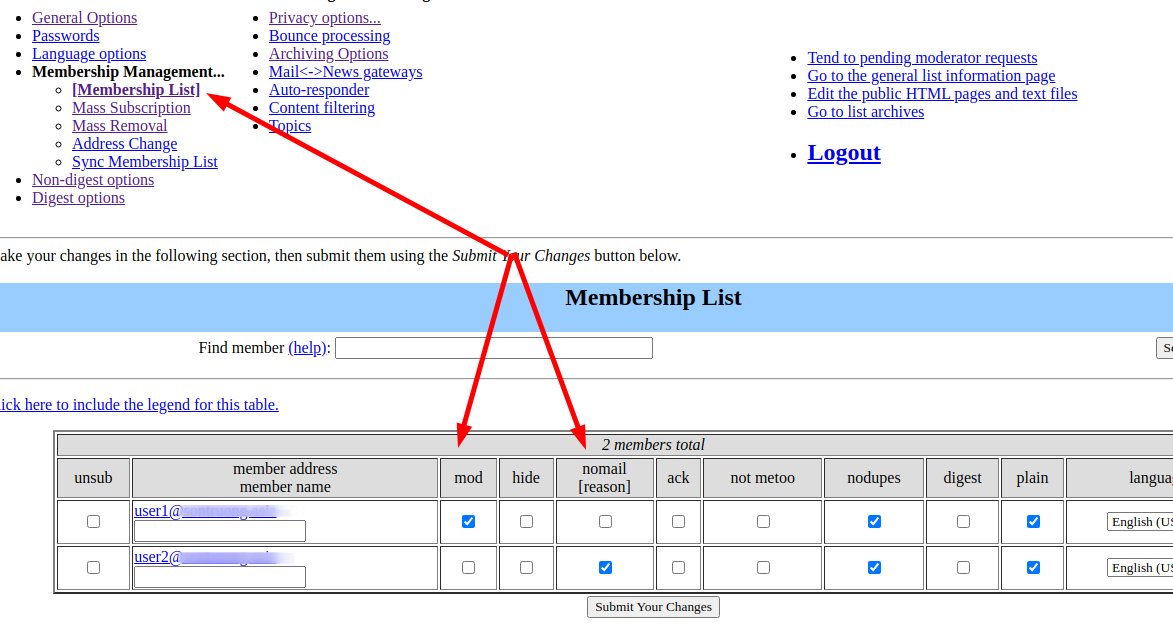 General Options
Passwords
Language options
Membership Management...
[Membership List]
Mass Subscription
Mass Removal
Address Change
Sync Membership List
Non-digest options
Digest options
Privacy options...
Bounce processing
Archiving Options
Mail<->News gateways
Auto-responder
Content filtering
Topics
Tend to pending moderator requests
Go to the general list information page
Edit the public HTML pages and text files
Go to list archives
Logout
ake your changes in the following section, then submit them using the Submit Your Changes button below.
Membership List
Find member (help):
ick here to include the legend for this table.
2 members total
unsub member address mod hide nomail ack not metoo nodupes digest plain langua
member name [reason]
user1@
English (US
user2@
English (US
Submit Your Changes